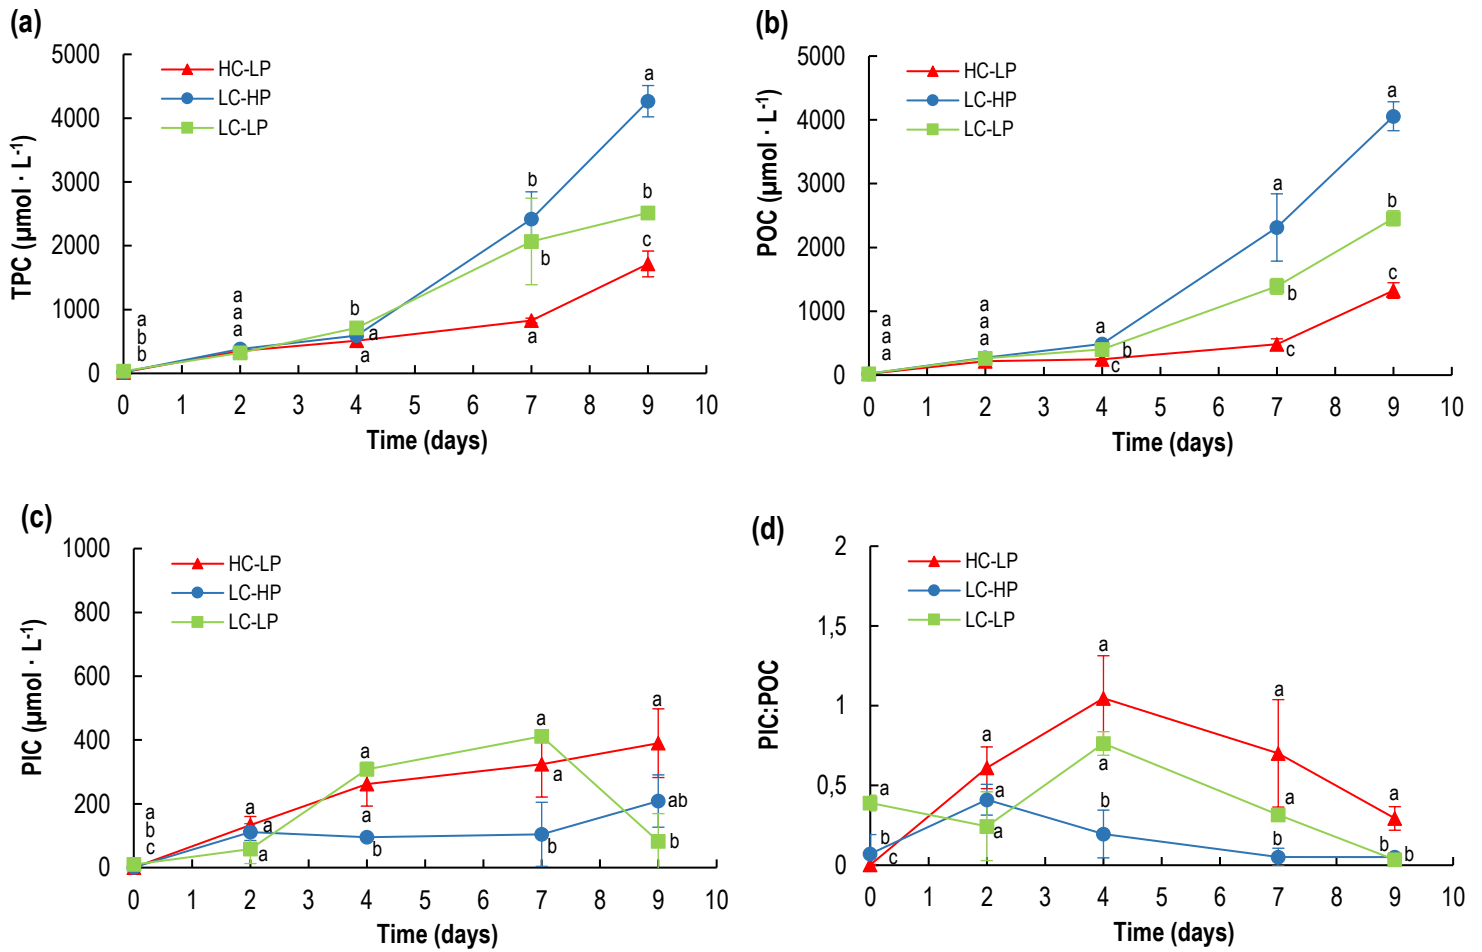 (a)
5000
4000
3000
2000
1000
0
TPC (µmol · L-1)
HC-LP
LC-HP
LC-LP
a
b
b
a
a
a
b
a
a
b
b
a
a
b
c
0 1 2 3 4 5 6 7 8 9 10
Time (days)
(b)
5000
4000
3000
2000
1000
0
POC (µmol · L-1)
HC-LP
LC-HP
LC-LP
a
a
a
a
a
a
a
b
c
a
b
c
a
b
c
0 1 2 3 4 5 6 7 8 9 10
Time (days)
(c)
1000
800
600
400
200
0
PIC (µmol · L-1)
HC-LP
LC-HP
LC-LP
a
b
c
a
a
a
a
a
b
a
a
b
a
ab
b
0 1 2 3 4 5 6 7 8 9 10
Time (days)
(d)
2
1,5
1
0,5
0
PIC:POC
HC-LP
LC-HP
LC-LP
a
b
c
a
a
a
a
a
b
a
a
b
a
b
b
0 1 2 3 4 5 6 7 8 9 10
Time (days)